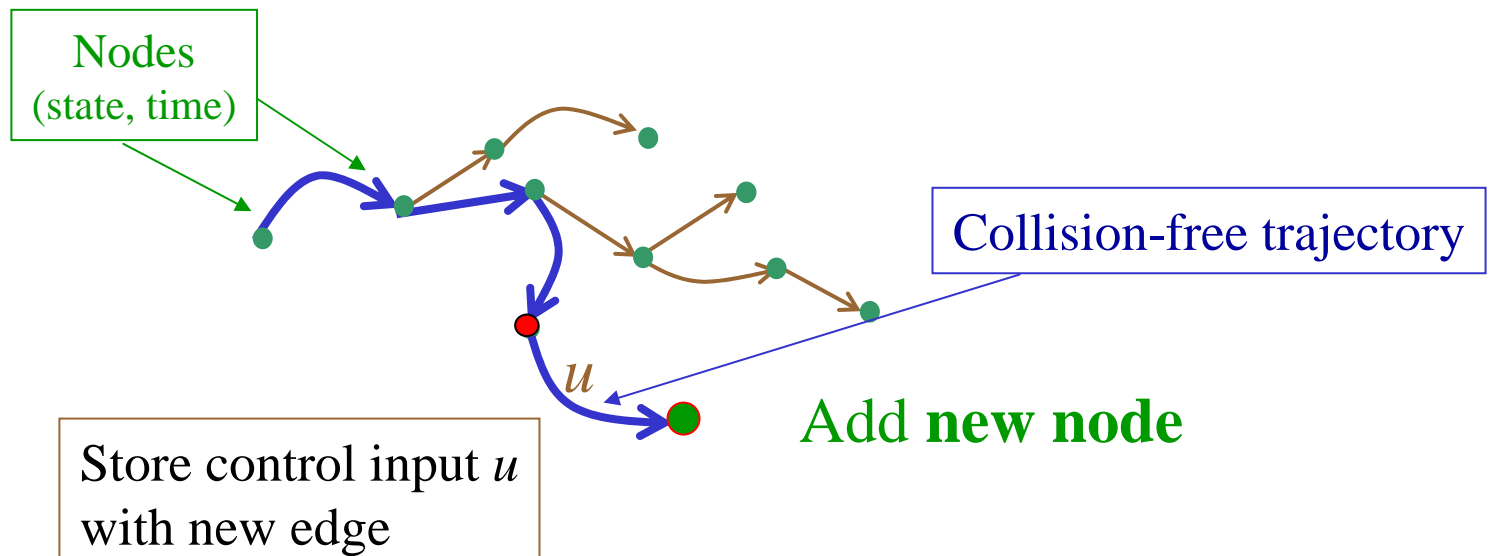 Nodes
(state, time)
Collision-free trajectory
u
Add new node
Store control input u
with new edge